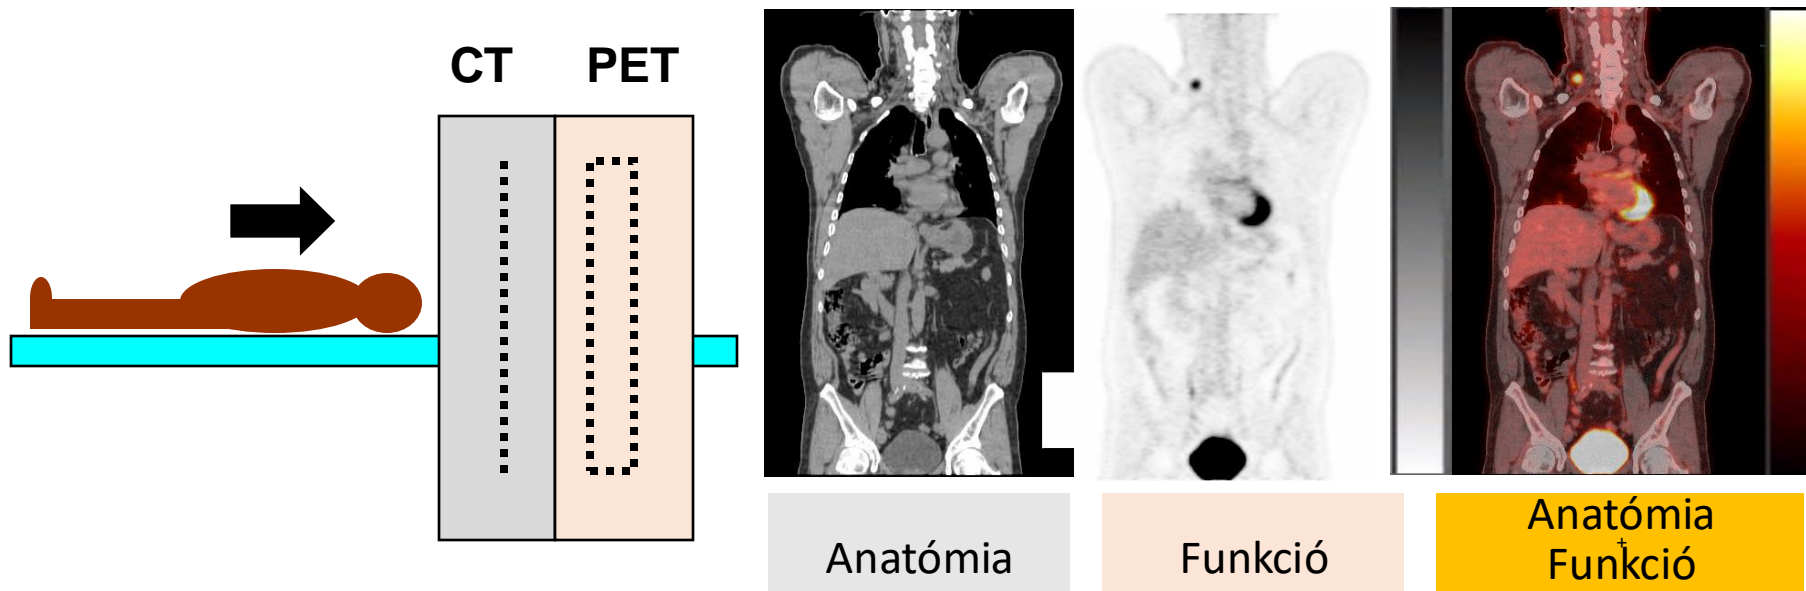 CT
PET
Anatómia
Funkció
Anatómia
+
Funkció